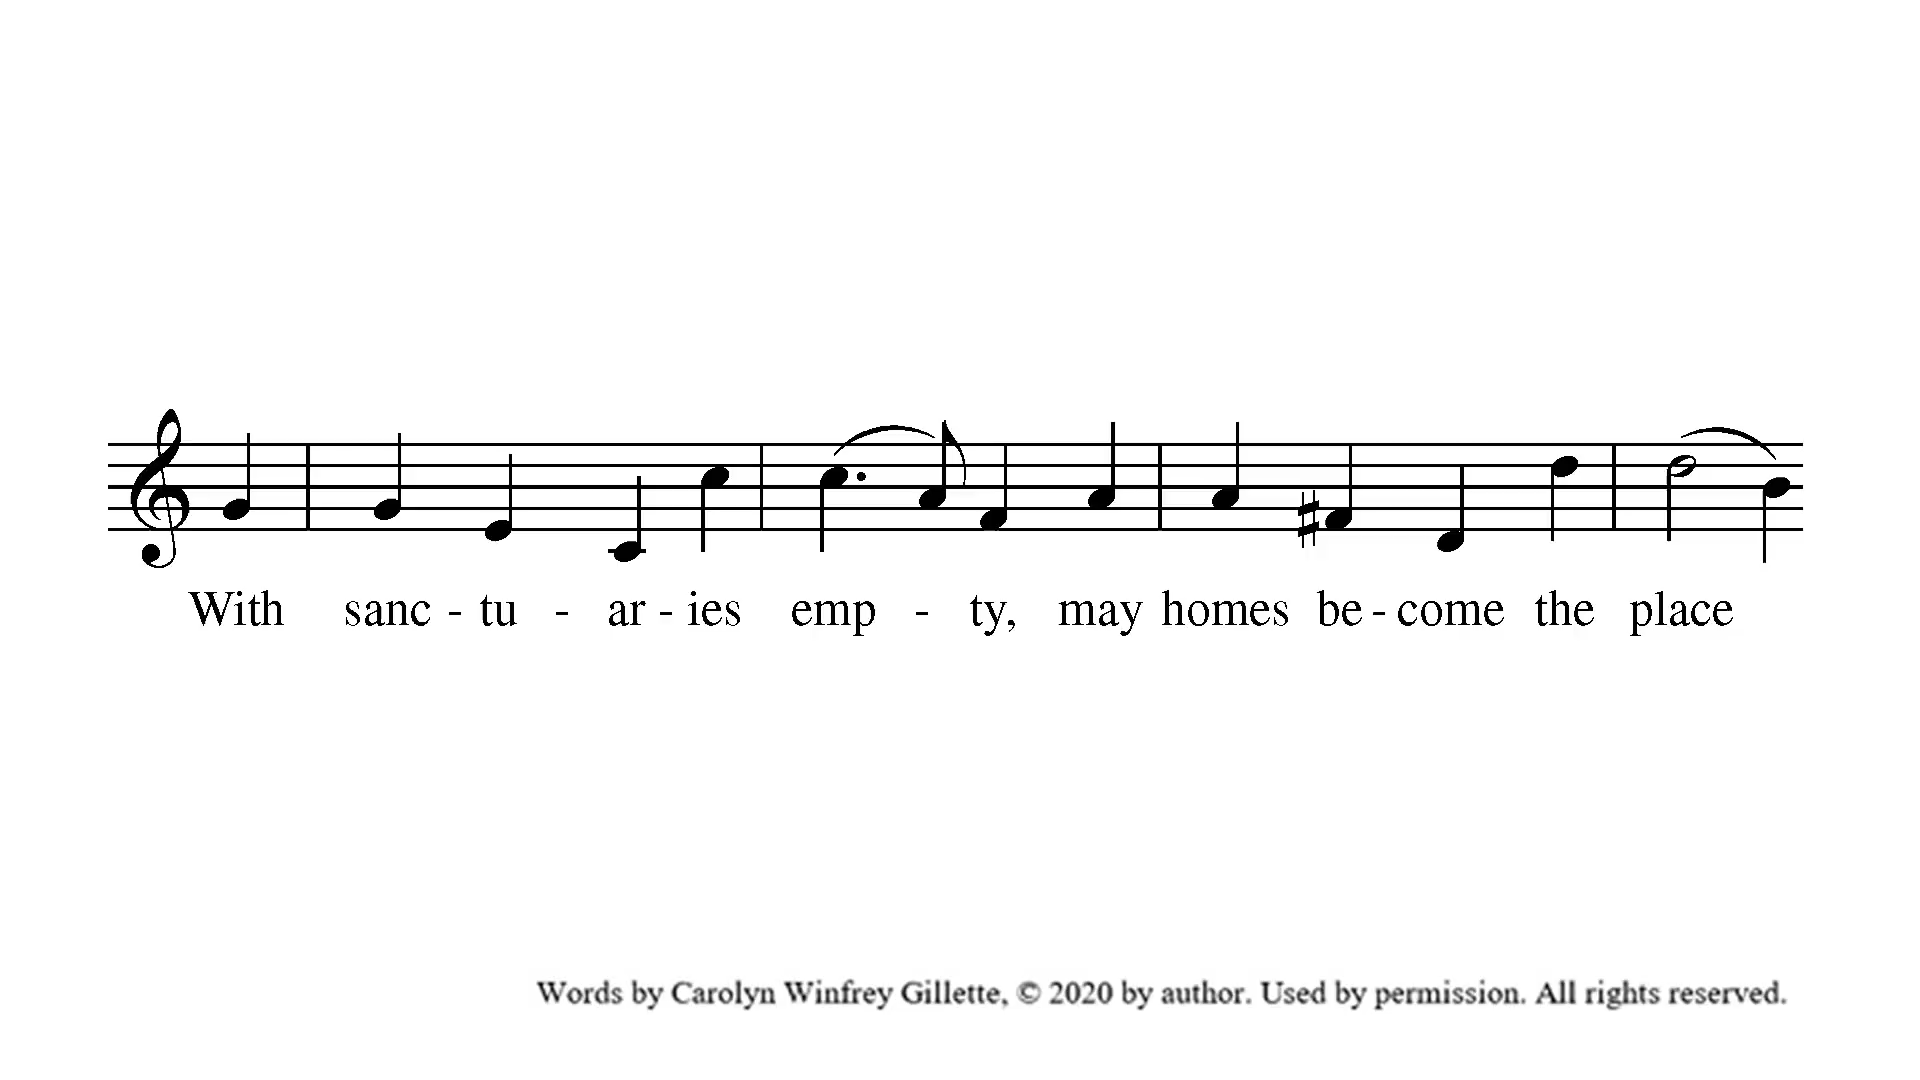 With sanc - tu - ar - ies emp - ty, may homes be - come the place
Words by Carolyn Winfrey Gillette, © 2020 by author. Used by permission. All rights reserved.